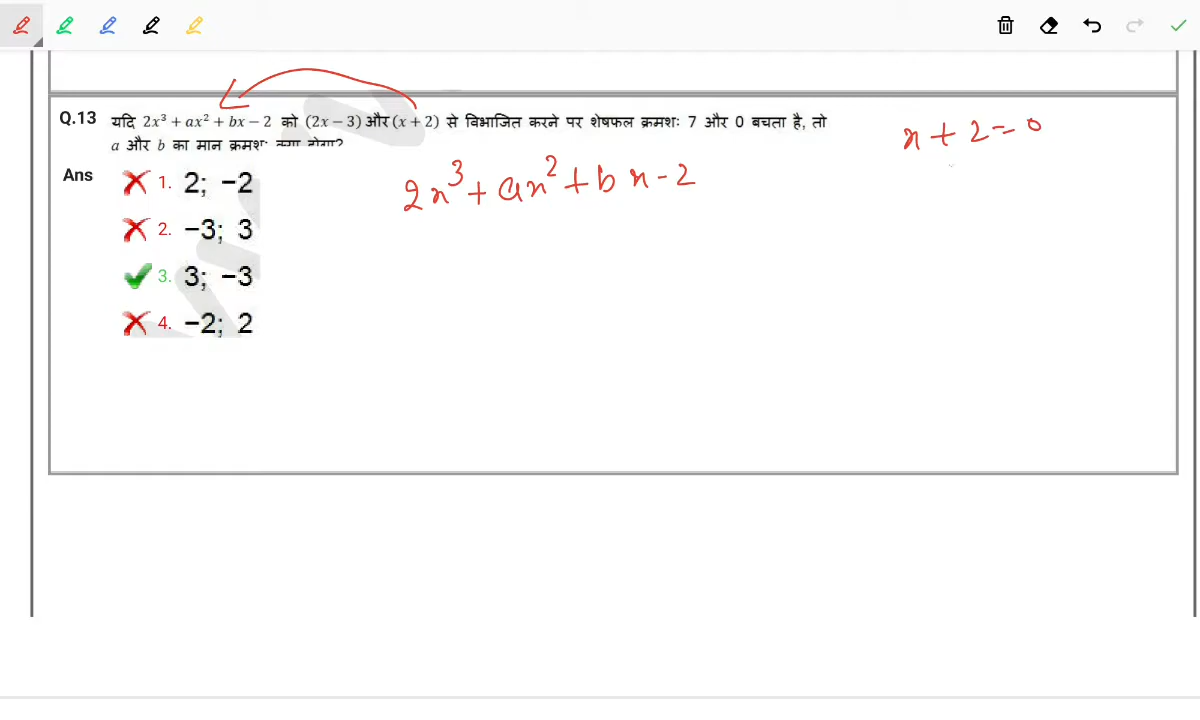 Q.13 यदि 2x³ + ax² + bx − 2 को (2x − 3) और (x + 2) से विभाजित करने पर शेषफल क्रमशः 7 और 0 बचता है, तो
a और b का मान क्रमशः क्या होगा?
x + 2 = 0
2x³ + ax² + bx - 2
Ans
1. 2; −2
2. −3; 3
3. 3; −3
4. −2; 2